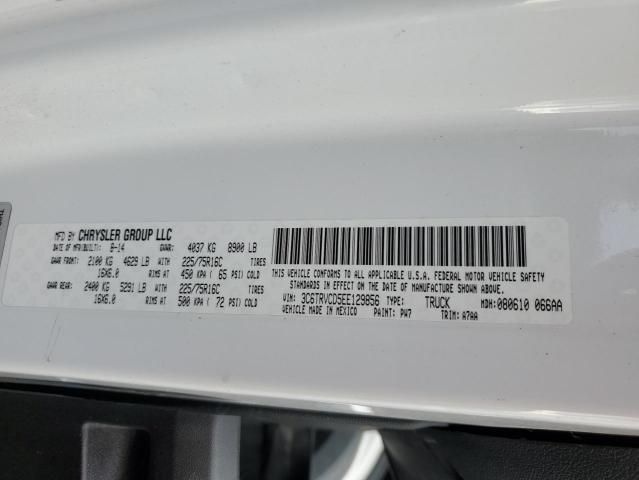 MFD BY CHRYSLER GROUP LLC
DATE OF MFR(BUILT): 8-14 GVWR: 4037 KG 8900 LB
GAWR FRONT: 2100 KG 4629 LB WITH 225/75R16C TIRES
16X6.0 RIMS AT 450 KPA ( 65 PSI) COLD
GAWR REAR: 2400 KG 5291 LB WITH 225/75R16C TIRES
16X6.0 RIMS AT 500 KPA ( 72 PSI) COLD
THIS VEHICLE CONFORMS TO ALL APPLICABLE U.S.A. FEDERAL MOTOR VEHICLE SAFETY
STANDARDS IN EFFECT ON THE DATE OF MANUFACTURE SHOWN ABOVE.
VIN: 3C6TRVCD5EE129856 TYPE: TRUCK MDH: 080610 066AA
VEHICLE MADE IN MEXICO PAINT: PW7 TRIM: A7AA